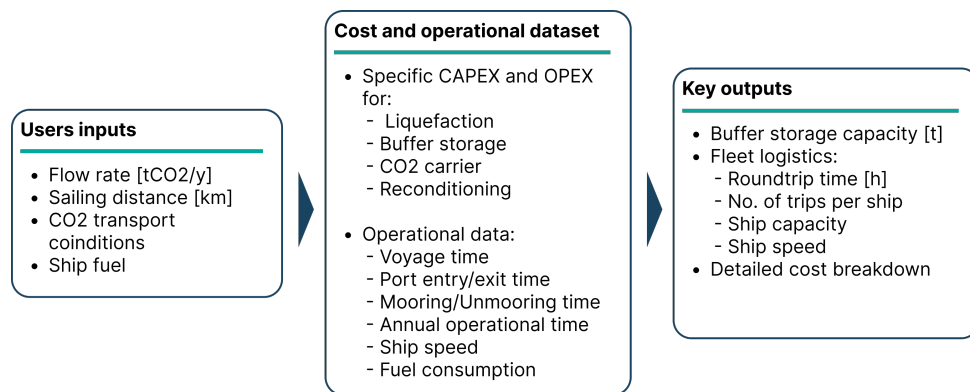 Users inputs
• Flow rate [tCO2/y]
• Sailing distance [km]
• CO2 transport
coinditions
• Ship fuel
Cost and operational dataset
• Specific CAPEX and OPEX
for:
- Liquefaction
- Buffer storage
- CO2 carrier
- Reconditioning
• Operational data:
- Voyage time
- Port entry/exit time
- Mooring/Unmooring time
- Annual operational time
- Ship speed
- Fuel consumption
Key outputs
• Buffer storage capacity [t]
• Fleet logistics:
- Roundtrip time [h]
- No. of trips per ship
- Ship capacity
- Ship speed
• Detailed cost breakdown